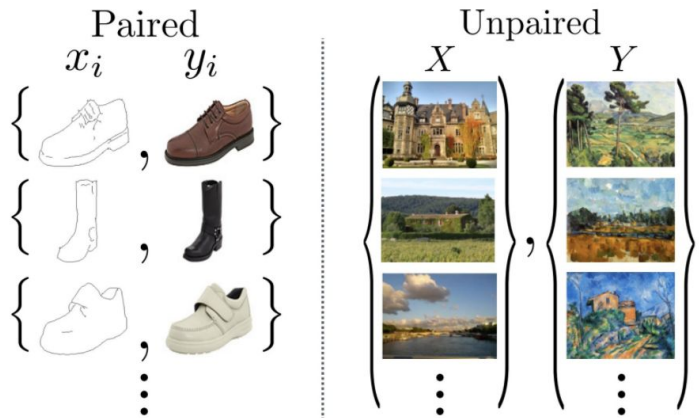 Paired
x_i y_i
Unpaired
X Y
{ , }
{ , }
{ , }
⋮
{ , }
⋮ ⋮